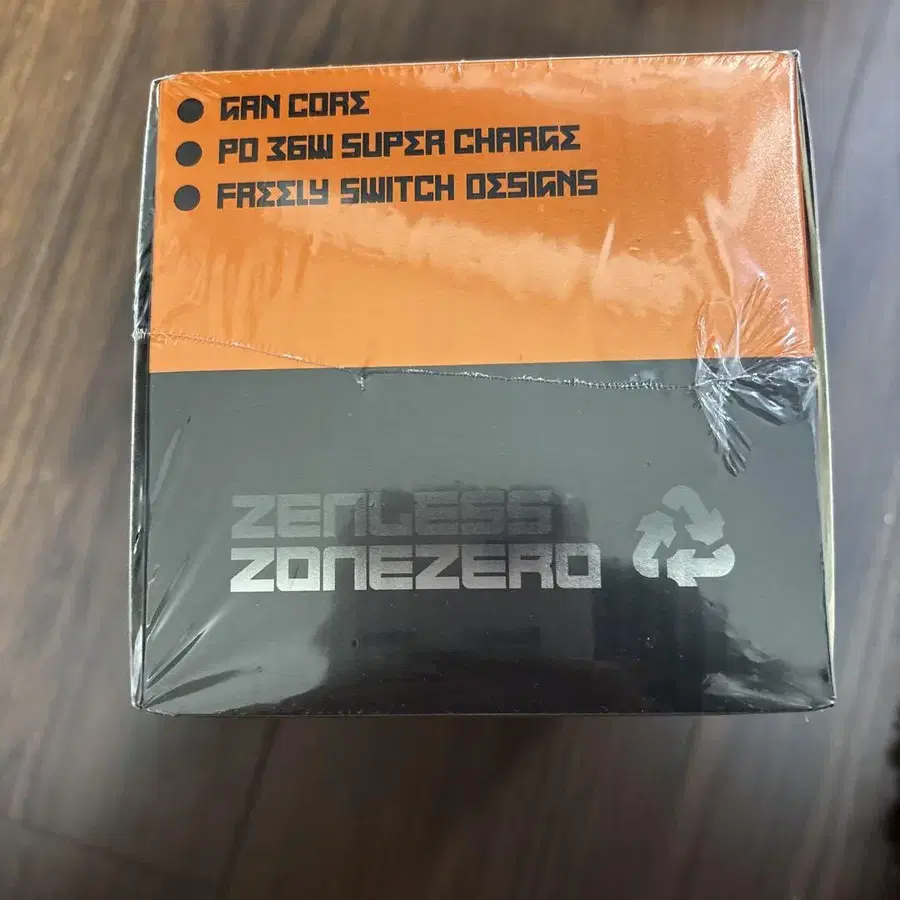 GAN CORE
PD 36W SUPER CHARGE
FREELY SWITCH DESIGNS
ZENLESS
ZONEZERO